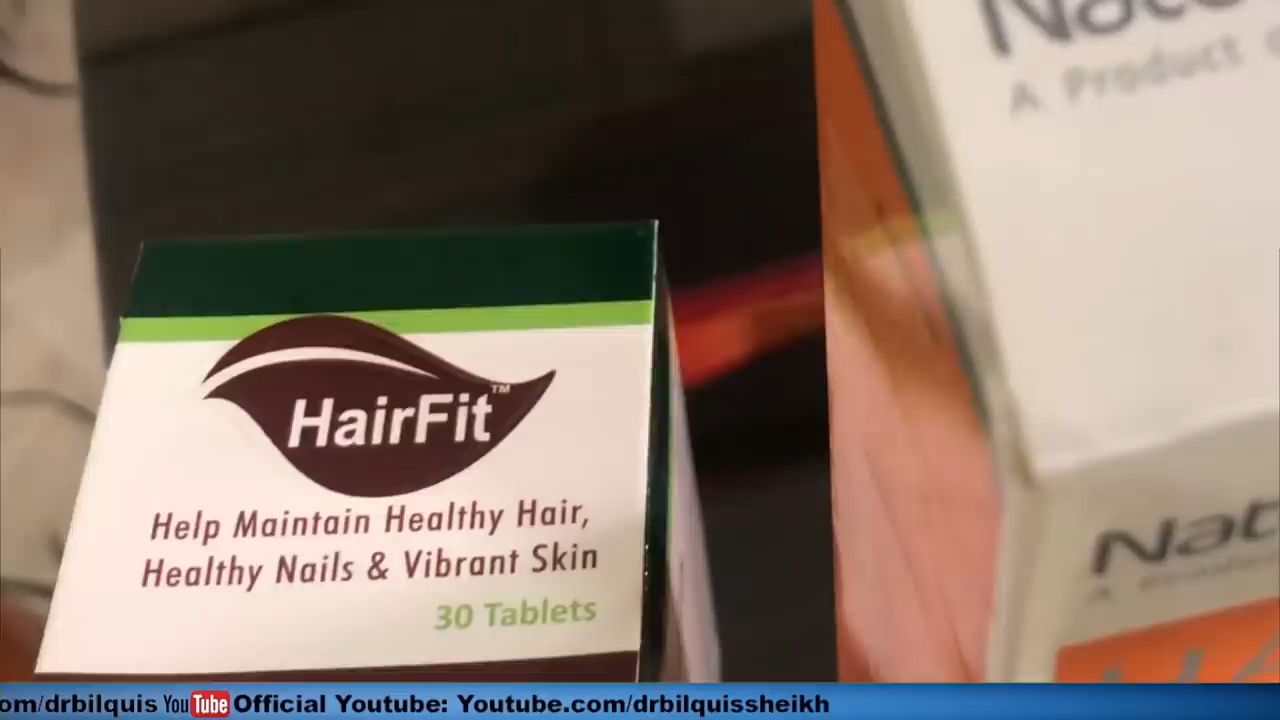 HairFit™
Help Maintain Healthy Hair,
Healthy Nails & Vibrant Skin
30 Tablets
A Product
om/drbilquis YouTube Official Youtube: Youtube.com/drbilquissheikh